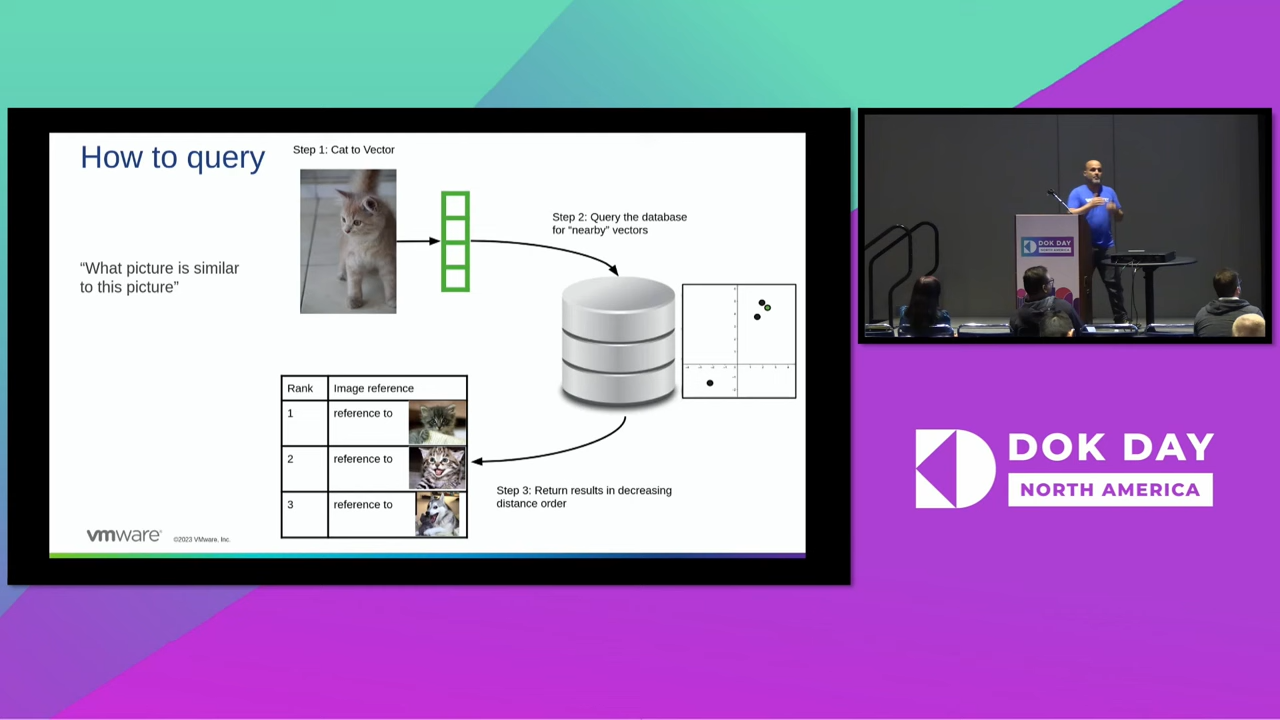 How to query
Step 1: Cat to Vector
Step 2: Query the database
for “nearby” vectors
“What picture is similar
to this picture”
Rank Image reference
1 reference to
2 reference to
3 reference to
Step 3: Return results in decreasing
distance order
vmware®
©2023 VMware, Inc.
DOK DAY
DOK DAY
NORTH AMERICA